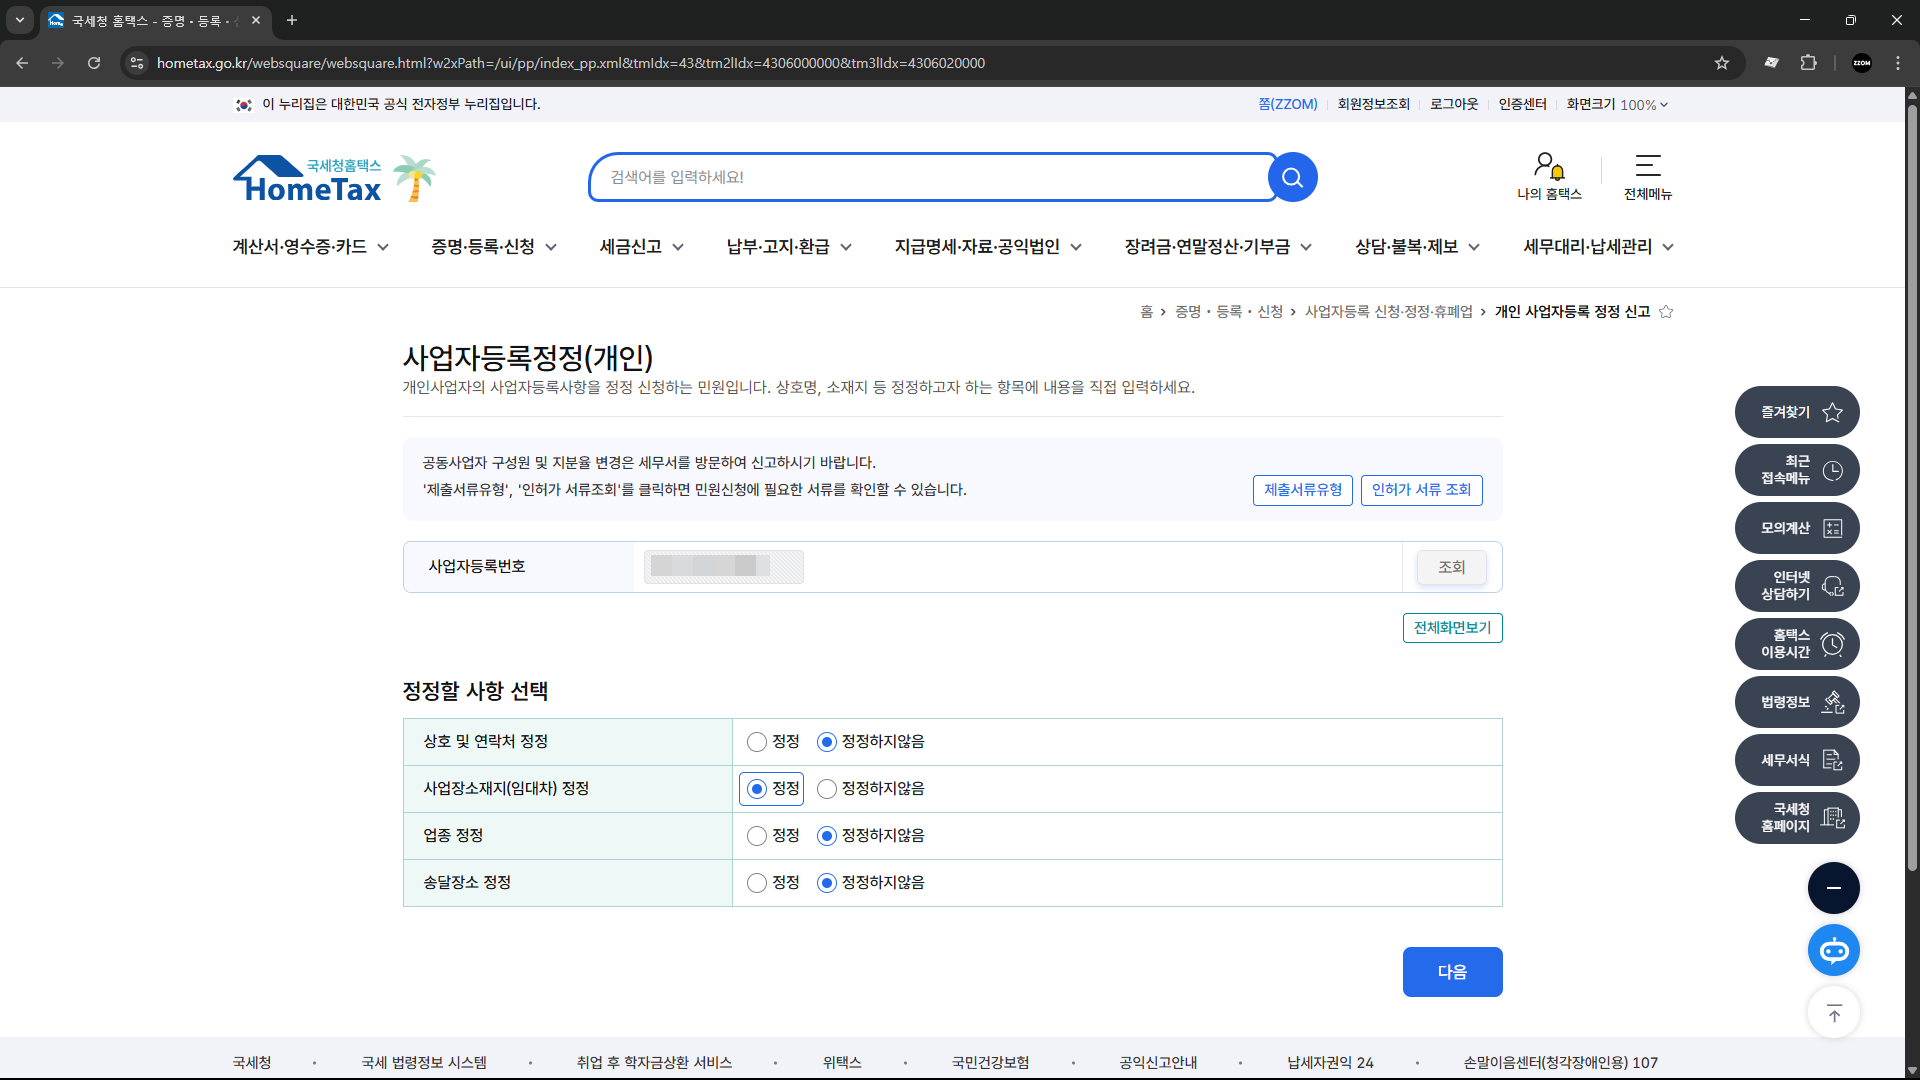 국세청 홈택스 - 증명 · 등록 ·
hometax.go.kr/websquare/websquare.html?w2xPath=/ui/pp/index_pp.xml&tmIdx=43&tm2lIdx=4306000000&tm3lIdx=4306020000
ZZOM
이 누리집은 대한민국 공식 전자정부 누리집입니다.
쫌(ZZOM) 회원정보조회 로그아웃 인증센터 화면크기 100%
국세청홈택스
HomeTax
검색어를 입력하세요!
나의 홈택스
전체메뉴
계산서·영수증·카드 증명·등록·신청 세금신고 납부·고지·환급 지급명세·자료·공익법인 장려금·연말정산·기부금 상담·불복·제보 세무대리·납세관리
홈 > 증명 · 등록 · 신청 > 사업자등록 신청·정정·휴폐업 > 개인 사업자등록 정정 신고
사업자등록정정(개인)
개인사업자의 사업자등록사항을 정정 신청하는 민원입니다. 상호명, 소재지 등 정정하고자 하는 항목에 내용을 직접 입력하세요.
공동사업자 구성원 및 지분율 변경은 세무서를 방문하여 신고하시기 바랍니다.
'제출서류유형', '인허가 서류조회'를 클릭하면 민원신청에 필요한 서류를 확인할 수 있습니다.
제출서류유형 인허가 서류 조회
사업자등록번호
조회
전체화면보기
정정할 사항 선택
상호 및 연락처 정정 정정 정정하지않음
사업장소재지(임대차) 정정 정정 정정하지않음
업종 정정 정정 정정하지않음
송달장소 정정 정정 정정하지않음
다음
즐겨찾기
최근
접속메뉴
모의계산
인터넷
상담하기
홈택스
이용시간
법령정보
세무서식
국세청
홈페이지
국세청 · 국세 법령정보 시스템 · 취업 후 학자금상환 서비스 · 위택스 · 국민건강보험 · 공익신고안내 · 납세자권익 24 · 손말이음센터(청각장애인용) 107